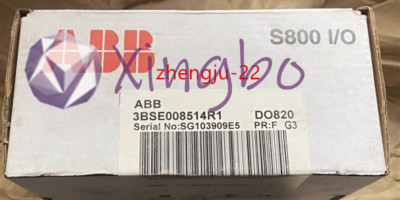 ABB S800 I/O
Xingbo
zhengju-22
ABB
3BSE008514R1 DO820
Serial No:SG103909E5 PR:F G3